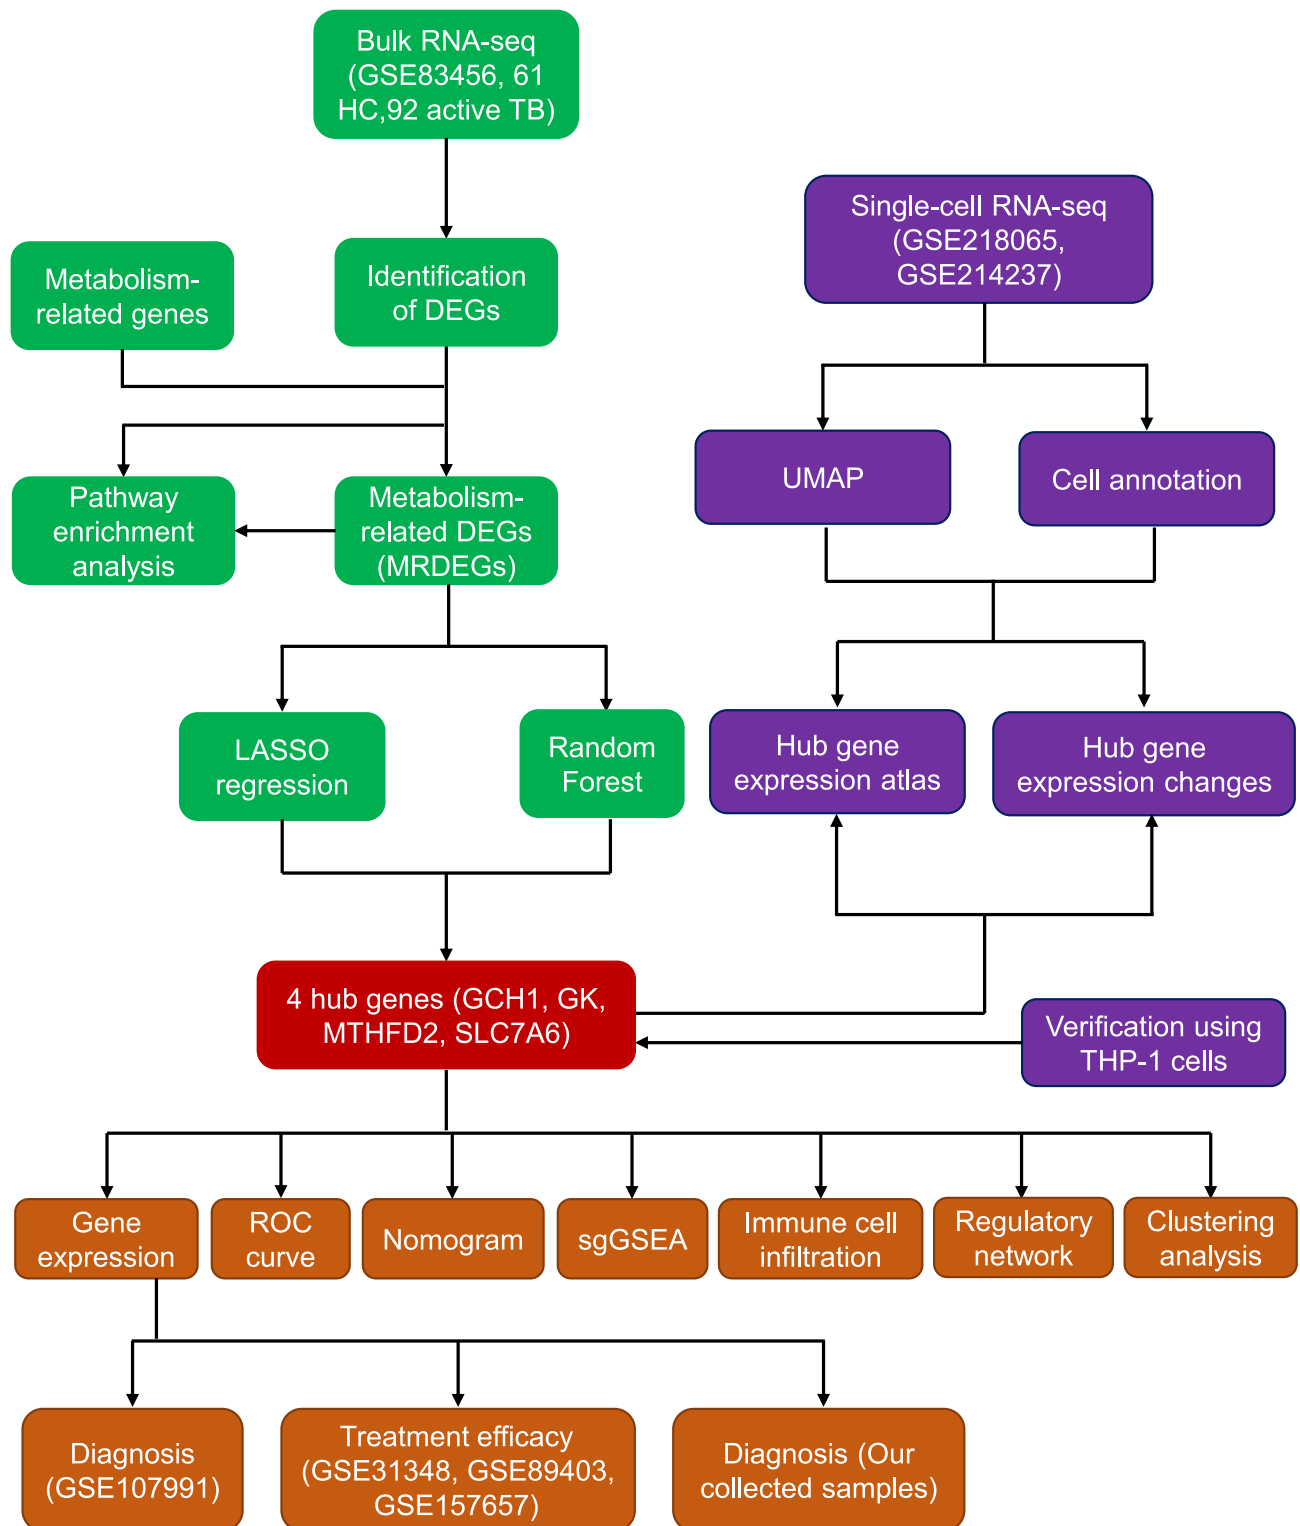 Bulk RNA-seq
(GSE83456, 61
HC,92 active TB)
Single-cell RNA-seq
(GSE218065,
GSE214237)
Metabolism-
related genes
Identification
of DEGs
UMAP
Cell annotation
Pathway
enrichment
analysis
Metabolism-
related DEGs
(MRDEGs)
LASSO
regression
Random
Forest
Hub gene
expression atlas
Hub gene
expression changes
4 hub genes (GCH1, GK,
MTHFD2, SLC7A6)
Verification using
THP-1 cells
Gene
expression
ROC
curve
Nomogram
sgGSEA
Immune cell
infiltration
Regulatory
network
Clustering
analysis
Diagnosis
(GSE107991)
Treatment efficacy
(GSE31348, GSE89403,
GSE157657)
Diagnosis (Our
collected samples)